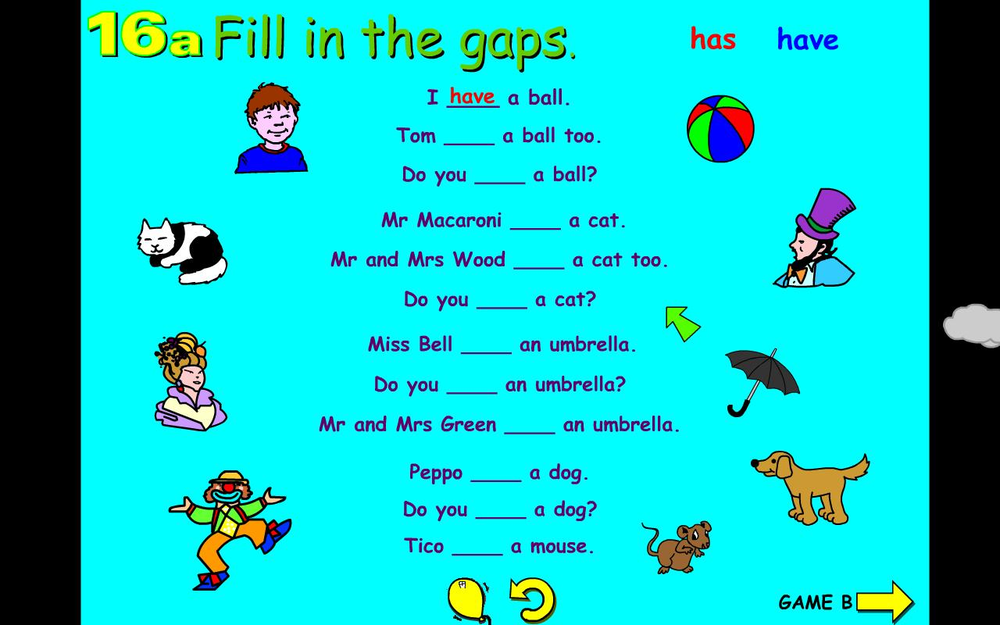 16a Fill in the gaps. has have
I have a ball.
Tom ____ a ball too.
Do you ____ a ball?
Mr Macaroni ____ a cat.
Mr and Mrs Wood ____ a cat too.
Do you ____ a cat?
Miss Bell ____ an umbrella.
Do you ____ an umbrella?
Mr and Mrs Green ____ an umbrella.
Peppo ____ a dog.
Do you ____ a dog?
Tico ____ a mouse.
GAME B